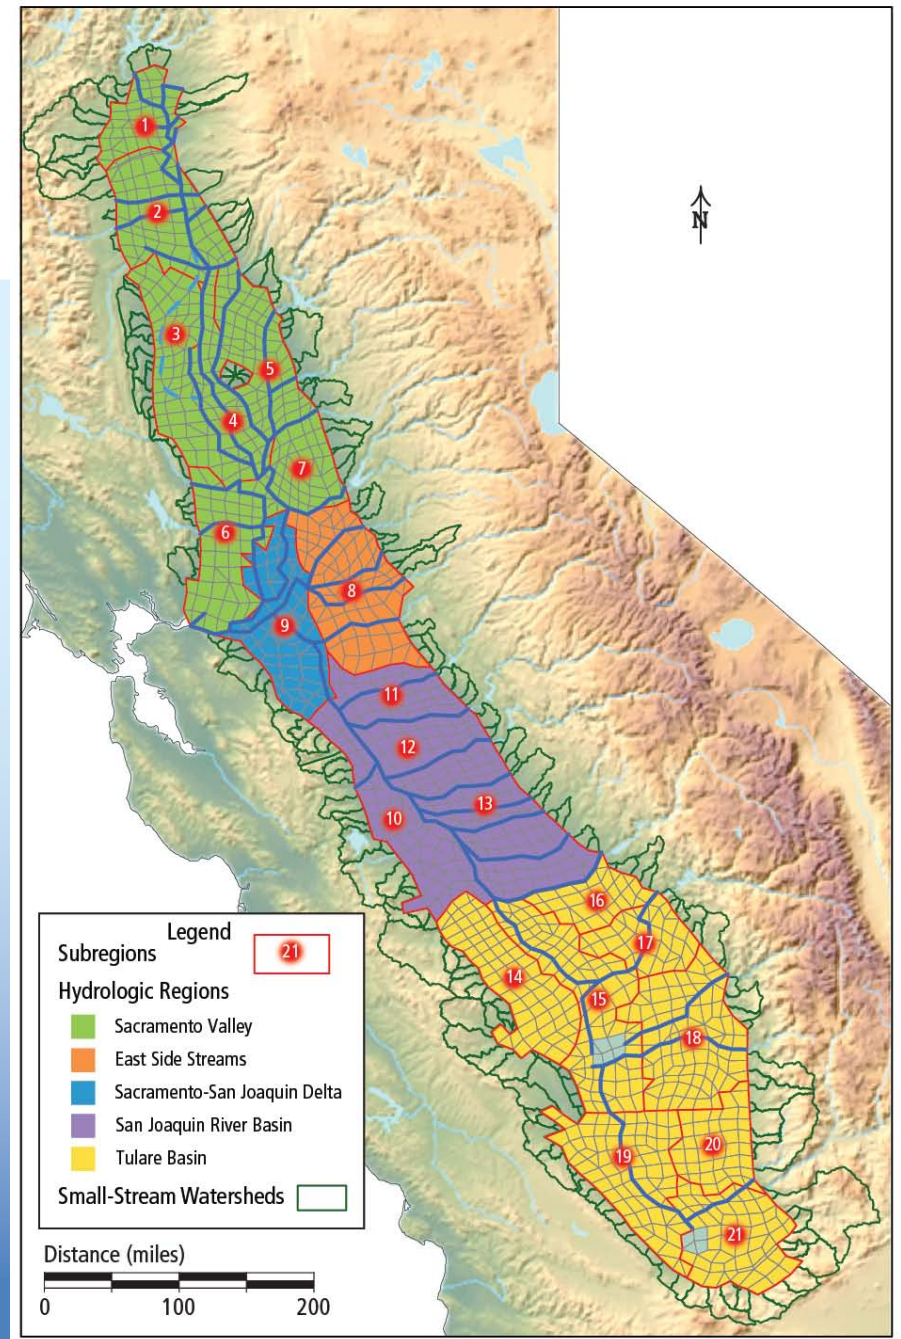 N
1
2
3
5
4
7
6
8
9
11
12
13
10
16
17
14
15
18
20
19
21
Legend
Subregions 21
Hydrologic Regions
Sacramento Valley
East Side Streams
Sacramento-San Joaquin Delta
San Joaquin River Basin
Tulare Basin
Small-Stream Watersheds
Distance (miles)
0 100 200